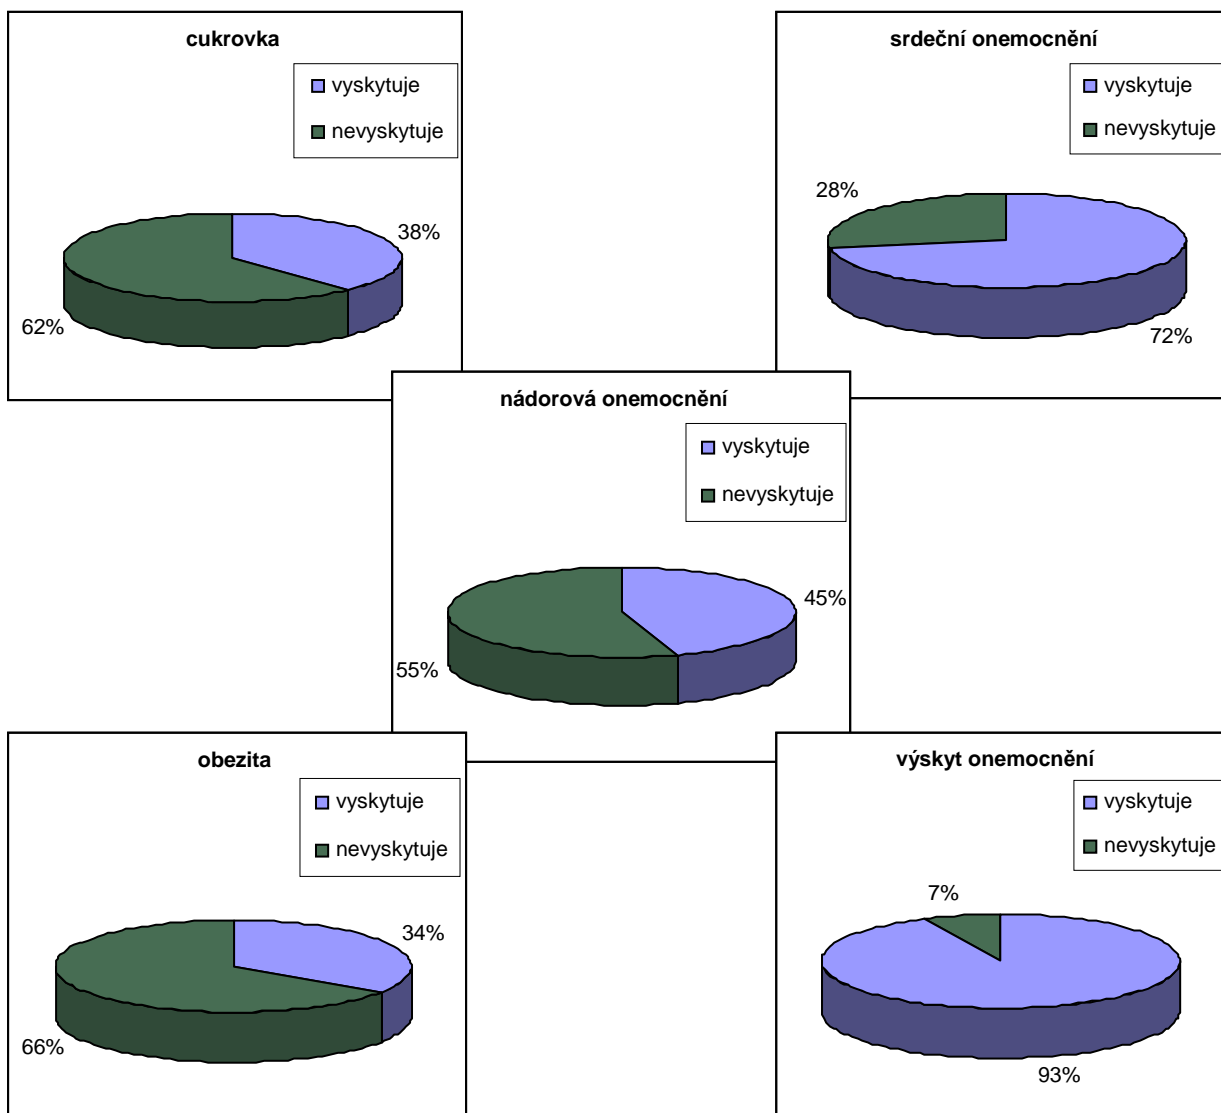 cukrovka
vyskytuje
nevyskytuje
38%
62%
srdeční onemocnění
vyskytuje
nevyskytuje
28%
72%
nádorová onemocnění
vyskytuje
nevyskytuje
45%
55%
obezita
vyskytuje
nevyskytuje
34%
66%
výskyt onemocnění
vyskytuje
nevyskytuje
7%
93%